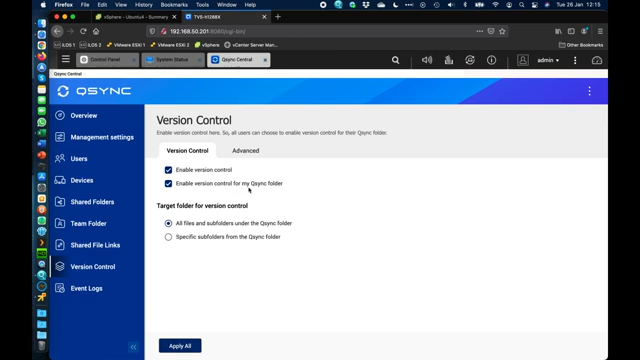 Firefox File Edit View History Bookmarks Tools Window Help
Tue 26 Jan 12:15
vSphere – Ubuntu4 – Summary
TVS-h1288X
192.168.50.201:8080/cgi-bin/
iLOS 1
iLOS 2
VMware ESXi 2
VMware ESXi 2
vSphere
vCenter Server Man...
Other Bookmarks
Control Panel
System Status
Qsync Central
admin
Qsync Central
QSYNC
Overview
Management settings
Users
Devices
Shared Folders
Team Folder
Shared File Links
Version Control
Event Logs
Version Control
Enable version control here. So, all users can choose to enable version control for their Qsync folder.
Version Control
Advanced
Enable version control
Enable version control for my Qsync folder
Target folder for version control
All files and subfolders under the Qsync folder
Specific subfolders from the Qsync folder
Apply All